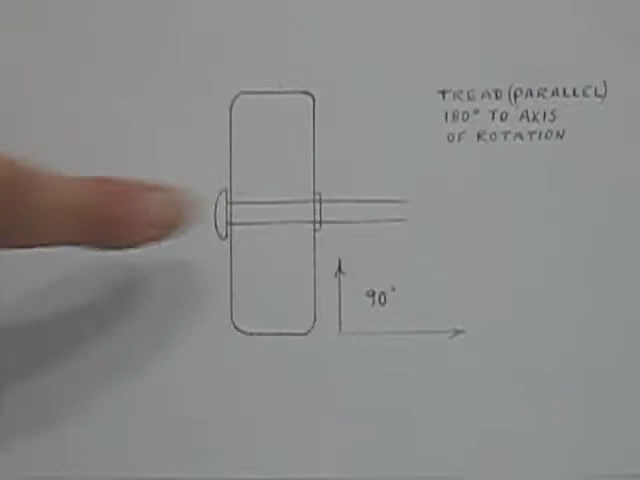 TREAD (PARALLEL)
180° TO AXIS
OF ROTATION
90°